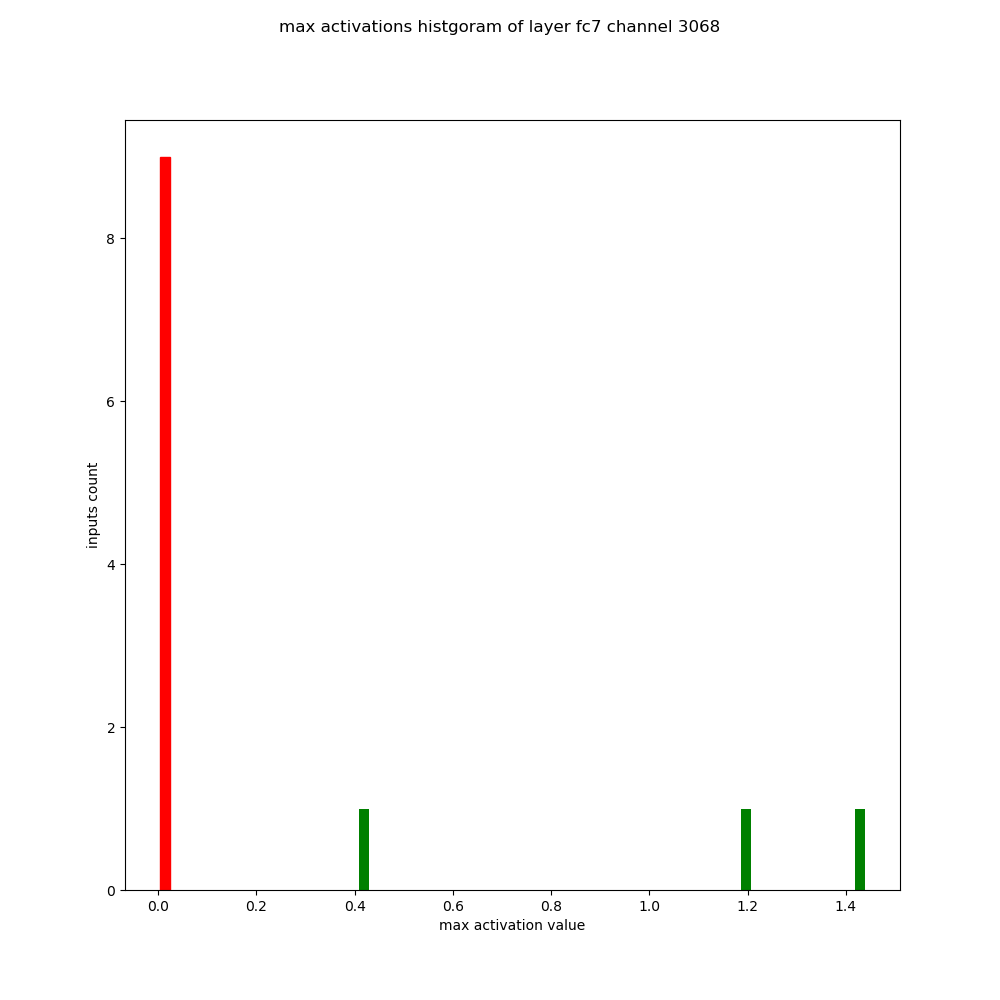 max activations histgoram of layer fc7 channel 3068
8
6
4
2
0
inputs count
0.0 0.2 0.4 0.6 0.8 1.0 1.2 1.4
max activation value